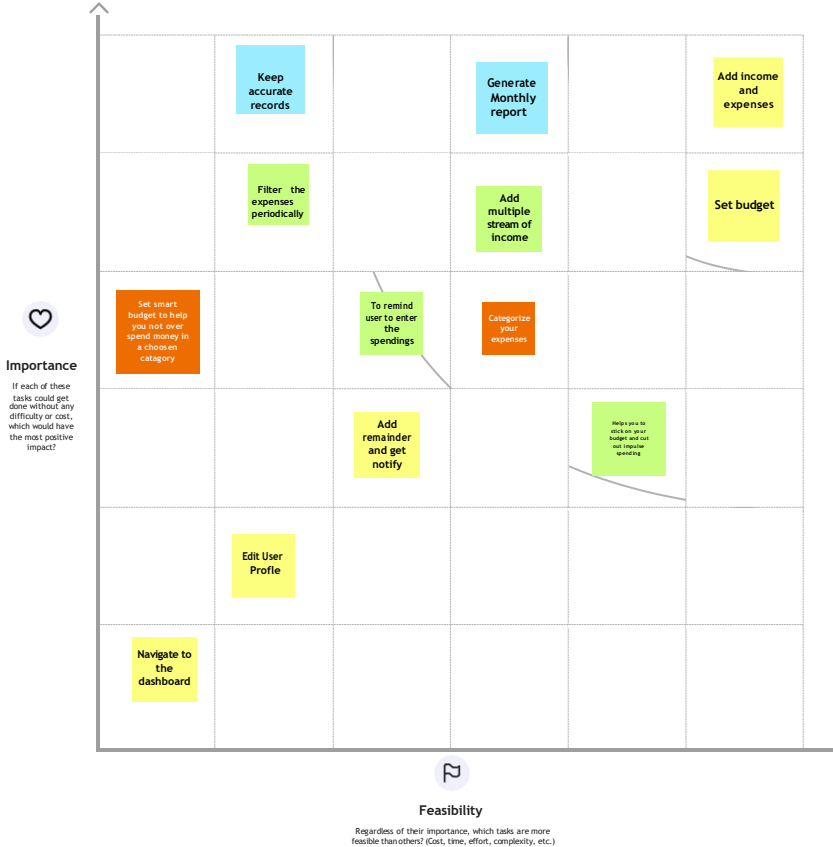 Keep
accurate
records
Generate
Monthly
report
Add income
and
expenses
Filter the
expenses
periodically
Add
multiple
stream of
income
Set budget
Set smart
budget to help
you not over
spend money in
a choosen
catagory
To remind
user to enter
the
spendings
Categorize
your
expenses
Importance
If each of these
tasks could get
done without any
difficulty or cost,
which would have
the most positive
impact?
Add
remainder
and get
notify
Helps you to
stick on your
budget and cut
out impulse
spending
Edit User
Profle
Navigate to
the
dashboard
Feasibility
Regardless of their importance, which tasks are more
feasible than others? (Cost, time, effort, complexity, etc.)